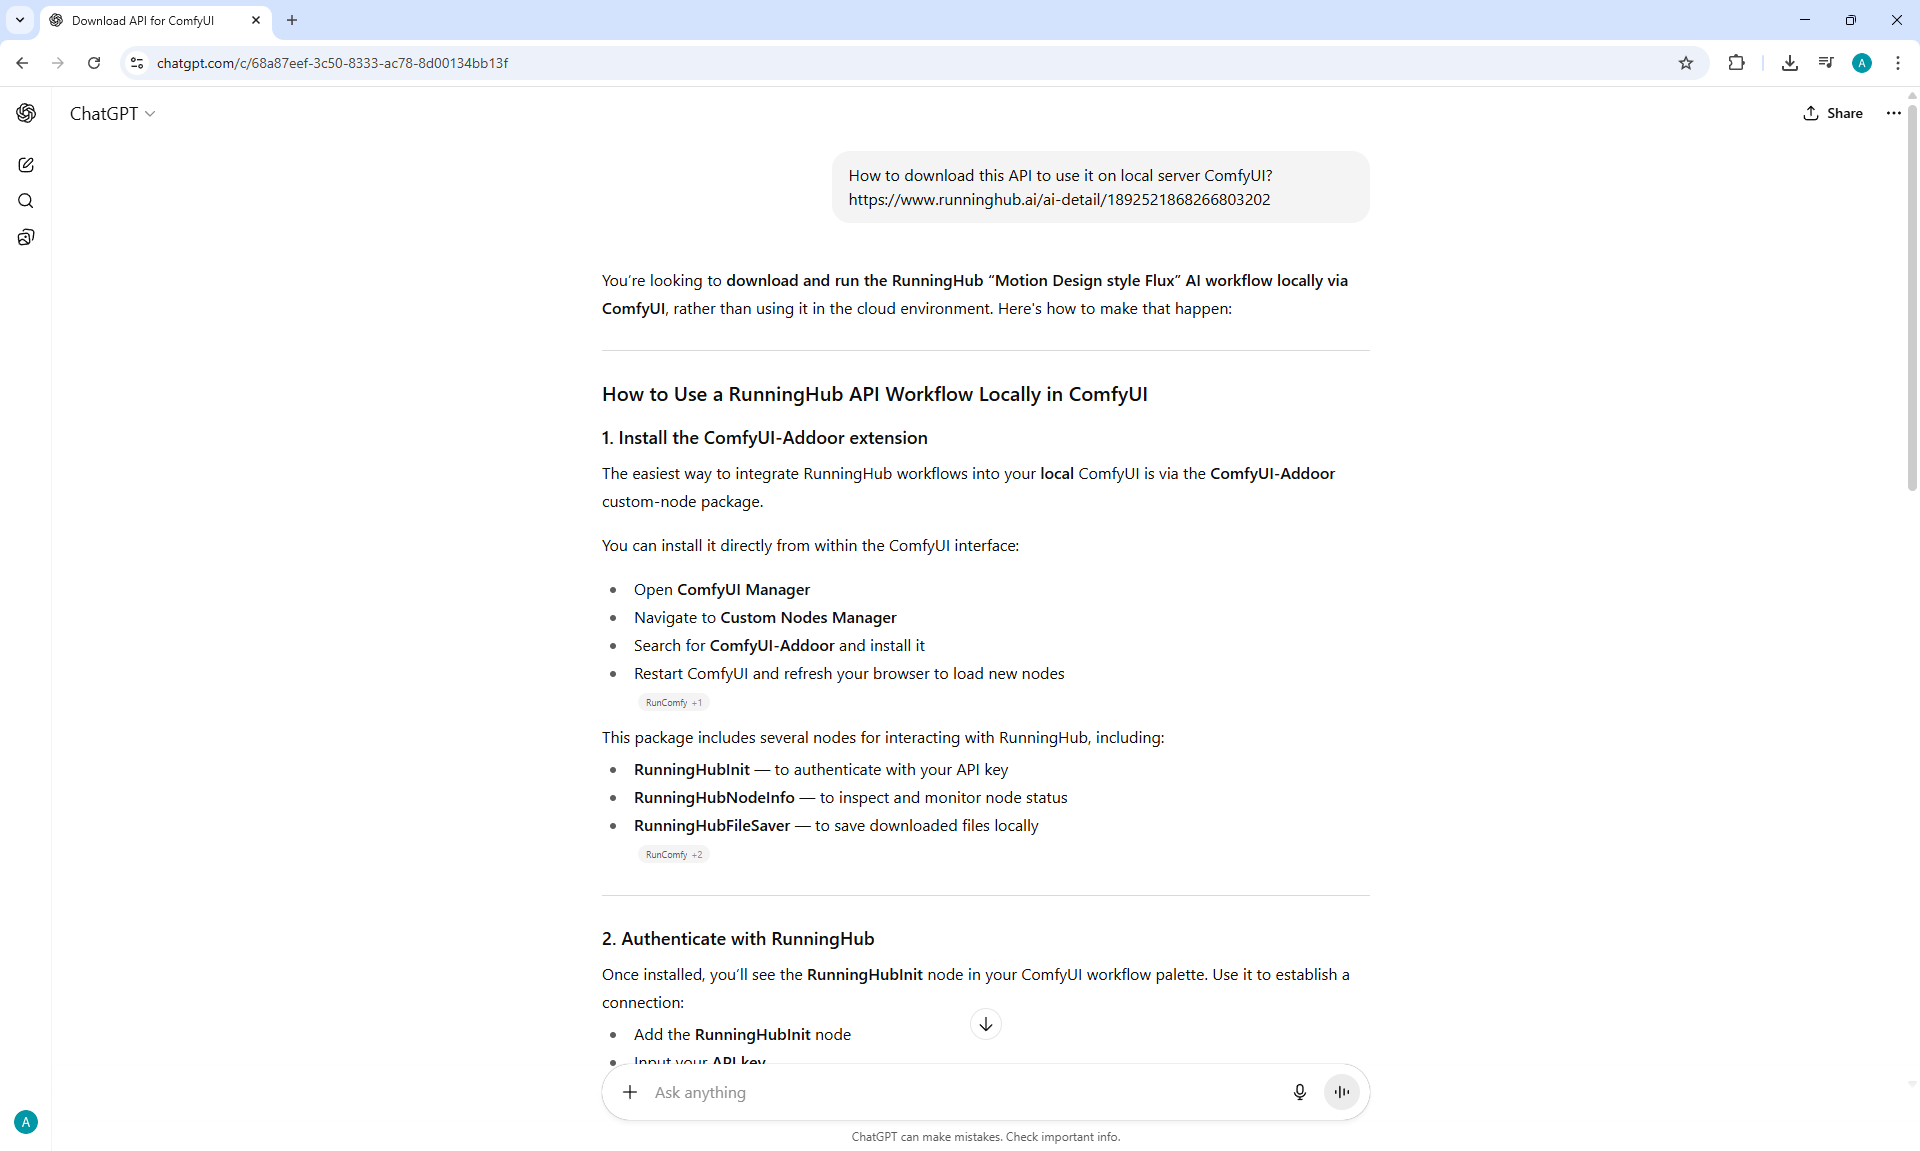 Download API for ComfyUI
chatgpt.com/c/68a87eef-3c50-8333-ac78-8d00134bb13f
A
ChatGPT
Share
How to download this API to use it on local server ComfyUI?
https://www.runninghub.ai/ai-detail/1892521868266803202
You're looking to download and run the RunningHub “Motion Design style Flux” AI workflow locally via
ComfyUI, rather than using it in the cloud environment. Here's how to make that happen:
How to Use a RunningHub API Workflow Locally in ComfyUI
1. Install the ComfyUI-Addoor extension
The easiest way to integrate RunningHub workflows into your local ComfyUI is via the ComfyUI-Addoor
custom-node package.
You can install it directly from within the ComfyUI interface:
• Open ComfyUI Manager
• Navigate to Custom Nodes Manager
• Search for ComfyUI-Addoor and install it
• Restart ComfyUI and refresh your browser to load new nodes
RunComfy +1
This package includes several nodes for interacting with RunningHub, including:
• RunningHubInit — to authenticate with your API key
• RunningHubNodeInfo — to inspect and monitor node status
• RunningHubFileSaver — to save downloaded files locally
RunComfy +2
2. Authenticate with RunningHub
Once installed, you'll see the RunningHubInit node in your ComfyUI workflow palette. Use it to establish a
connection:
• Add the RunningHubInit node
• Input your API key
Ask anything
A
ChatGPT can make mistakes. Check important info.